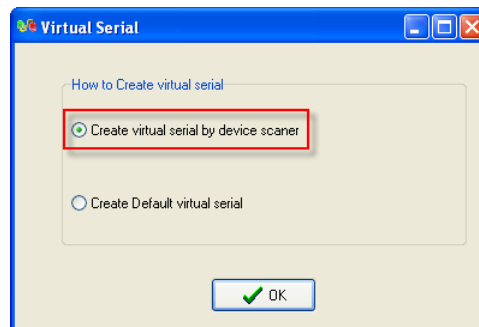 Virtual Serial
How to Create virtual serial
Create virtual serial by device scaner
Create Default virtual serial
OK